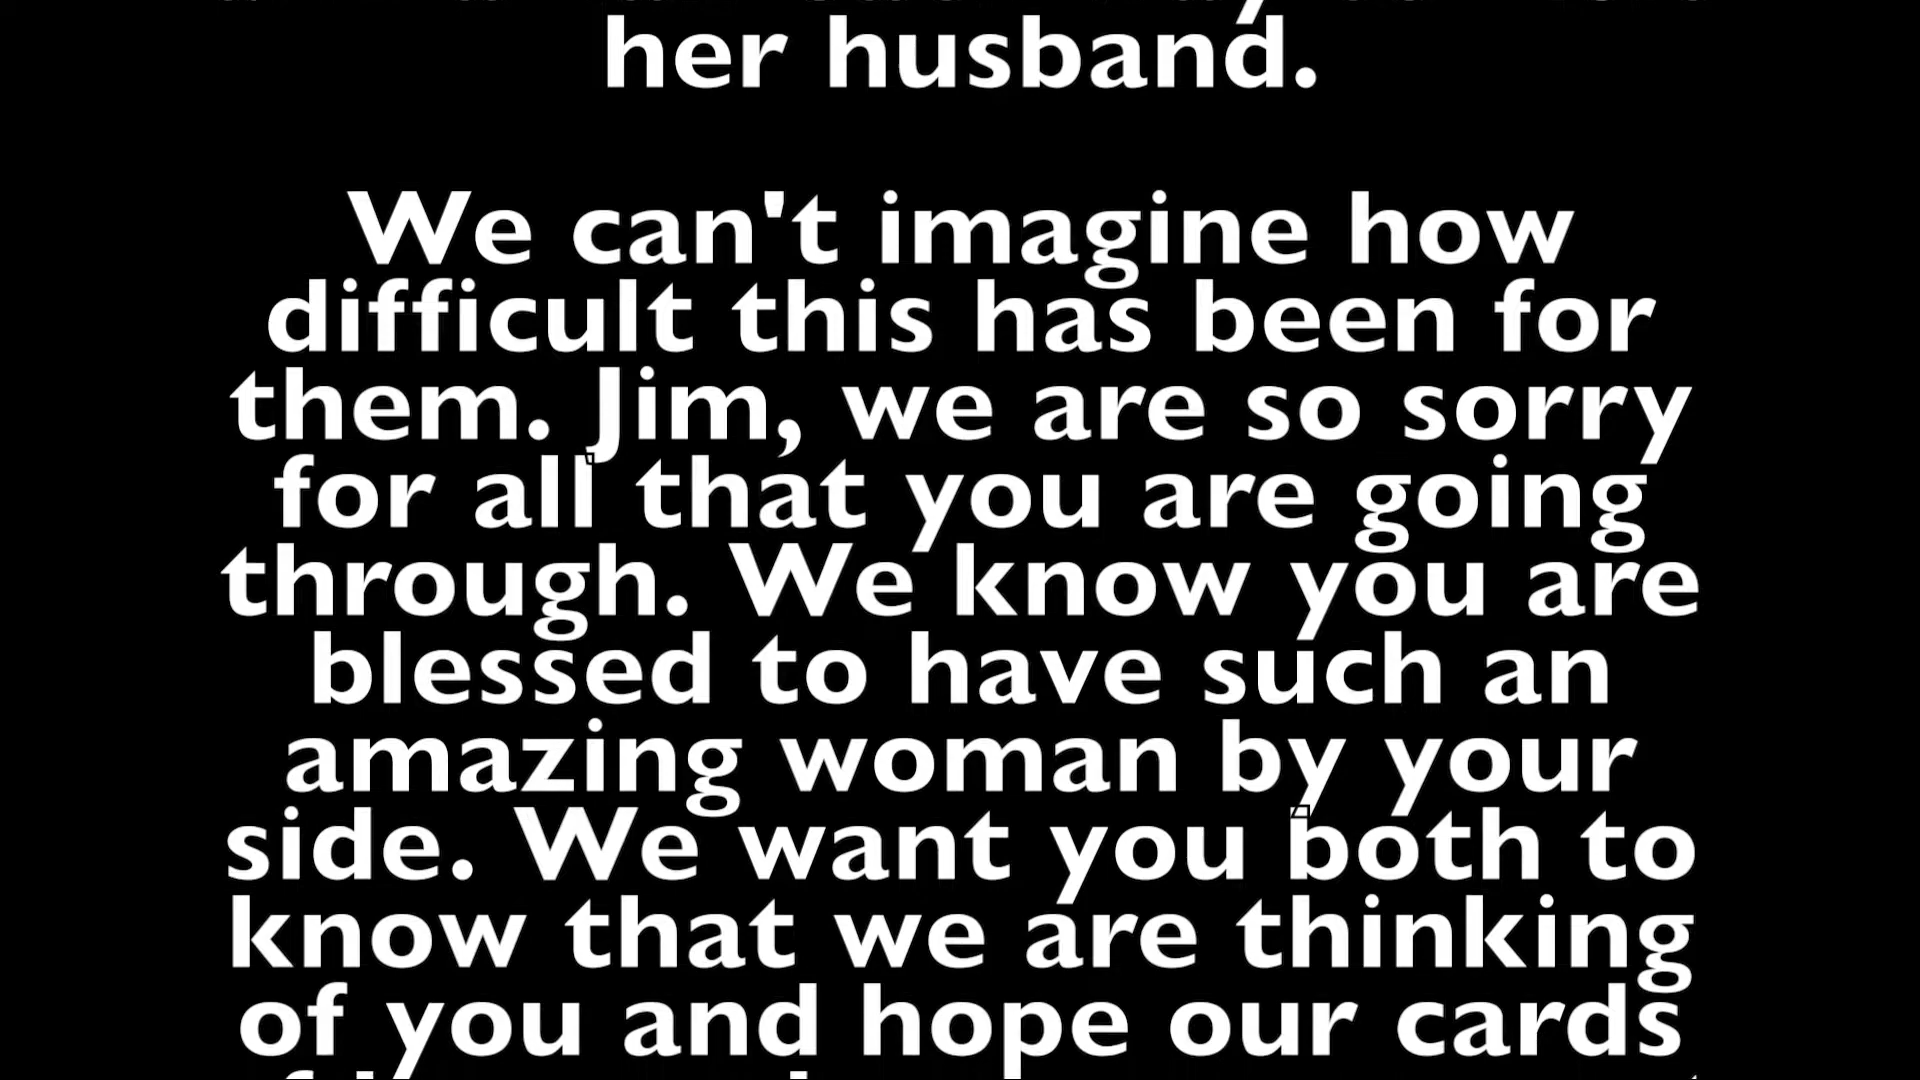 her husband.
We can't imagine how
difficult this has been for
them. Jim, we are so sorry
for all that you are going
through. We know you are
blessed to have such an
amazing woman by your
side. We want you both to
know that we are thinking
of you and hope our cards